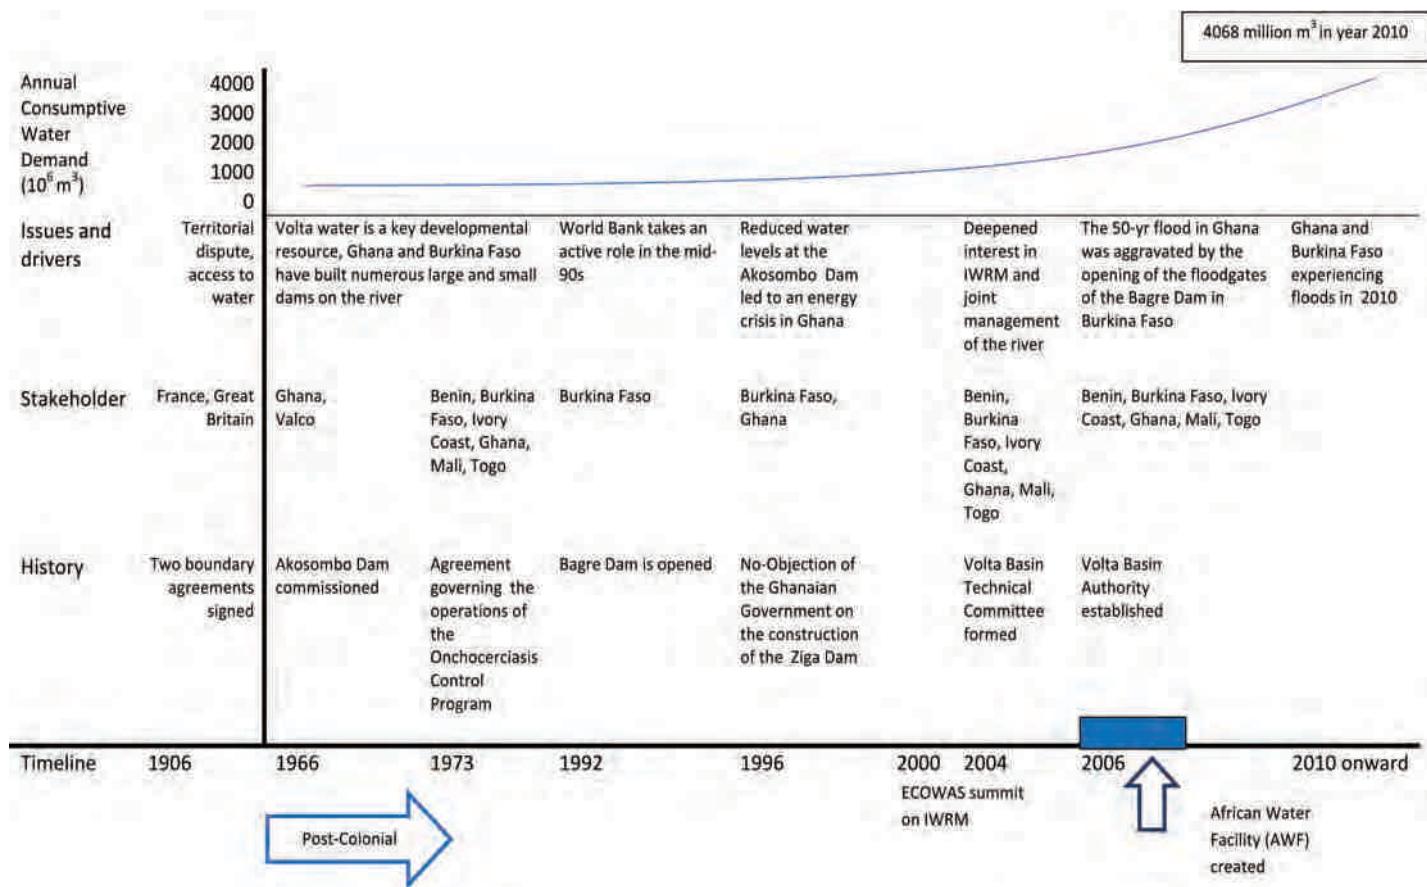 4068 million m³ in year 2010
Annual
Consumptive
Water
Demand
(10⁶ m³)
4000
3000
2000
1000
0
Issues and
drivers
Territorial
dispute,
access to
water
Volta water is a key developmental
resource, Ghana and Burkina Faso
have built numerous large and small
dams on the river
World Bank takes an
active role in the mid-
90s
Reduced water
levels at the
Akosombo Dam
led to an energy
crisis in Ghana
Deepened
interest in
IWRM and
joint
management
of the river
The 50-yr flood in Ghana
was aggravated by the
opening of the floodgates
of the Bagre Dam in
Burkina Faso
Ghana and
Burkina Faso
experiencing
floods in 2010
Stakeholder
France, Great
Britain
Ghana,
Valco
Benin, Burkina
Faso, Ivory
Coast, Ghana,
Mali, Togo
Burkina Faso
Burkina Faso,
Ghana
Benin,
Burkina
Faso, Ivory
Coast,
Ghana, Mali,
Togo
Benin, Burkina Faso, Ivory
Coast, Ghana, Mali, Togo
History
Two boundary
agreements
signed
Akosombo Dam
commissioned
Agreement
governing the
operations of
the
Onchocerciasis
Control
Program
Bagre Dam is opened
No-Objection of
the Ghanaian
Government on
the construction
of the Ziga Dam
Volta Basin
Technical
Committee
formed
Volta Basin
Authority
established
Timeline
1906
1966
1973
1992
1996
2000
2004
2006
2010 onward
ECOWAS summit
on IWRM
Post-Colonial
African Water
Facility (AWF)
created